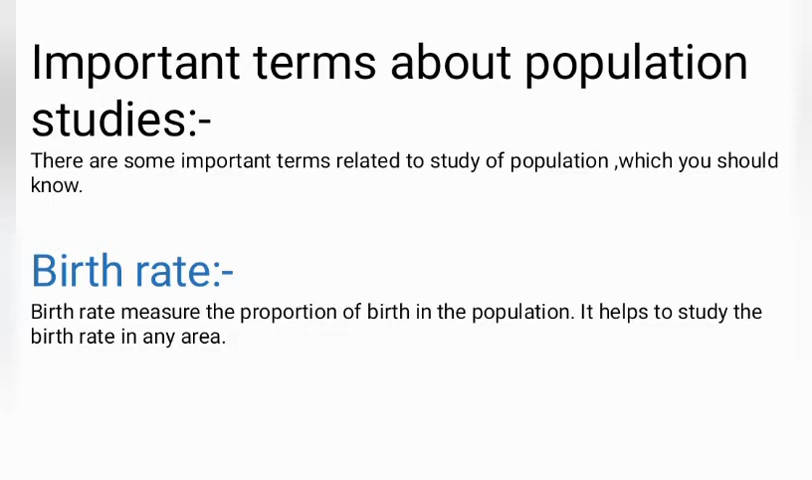 Important terms about population
studies:-
There are some important terms related to study of population ,which you should
know.
Birth rate:-
Birth rate measure the proportion of birth in the population. It helps to study the
birth rate in any area.